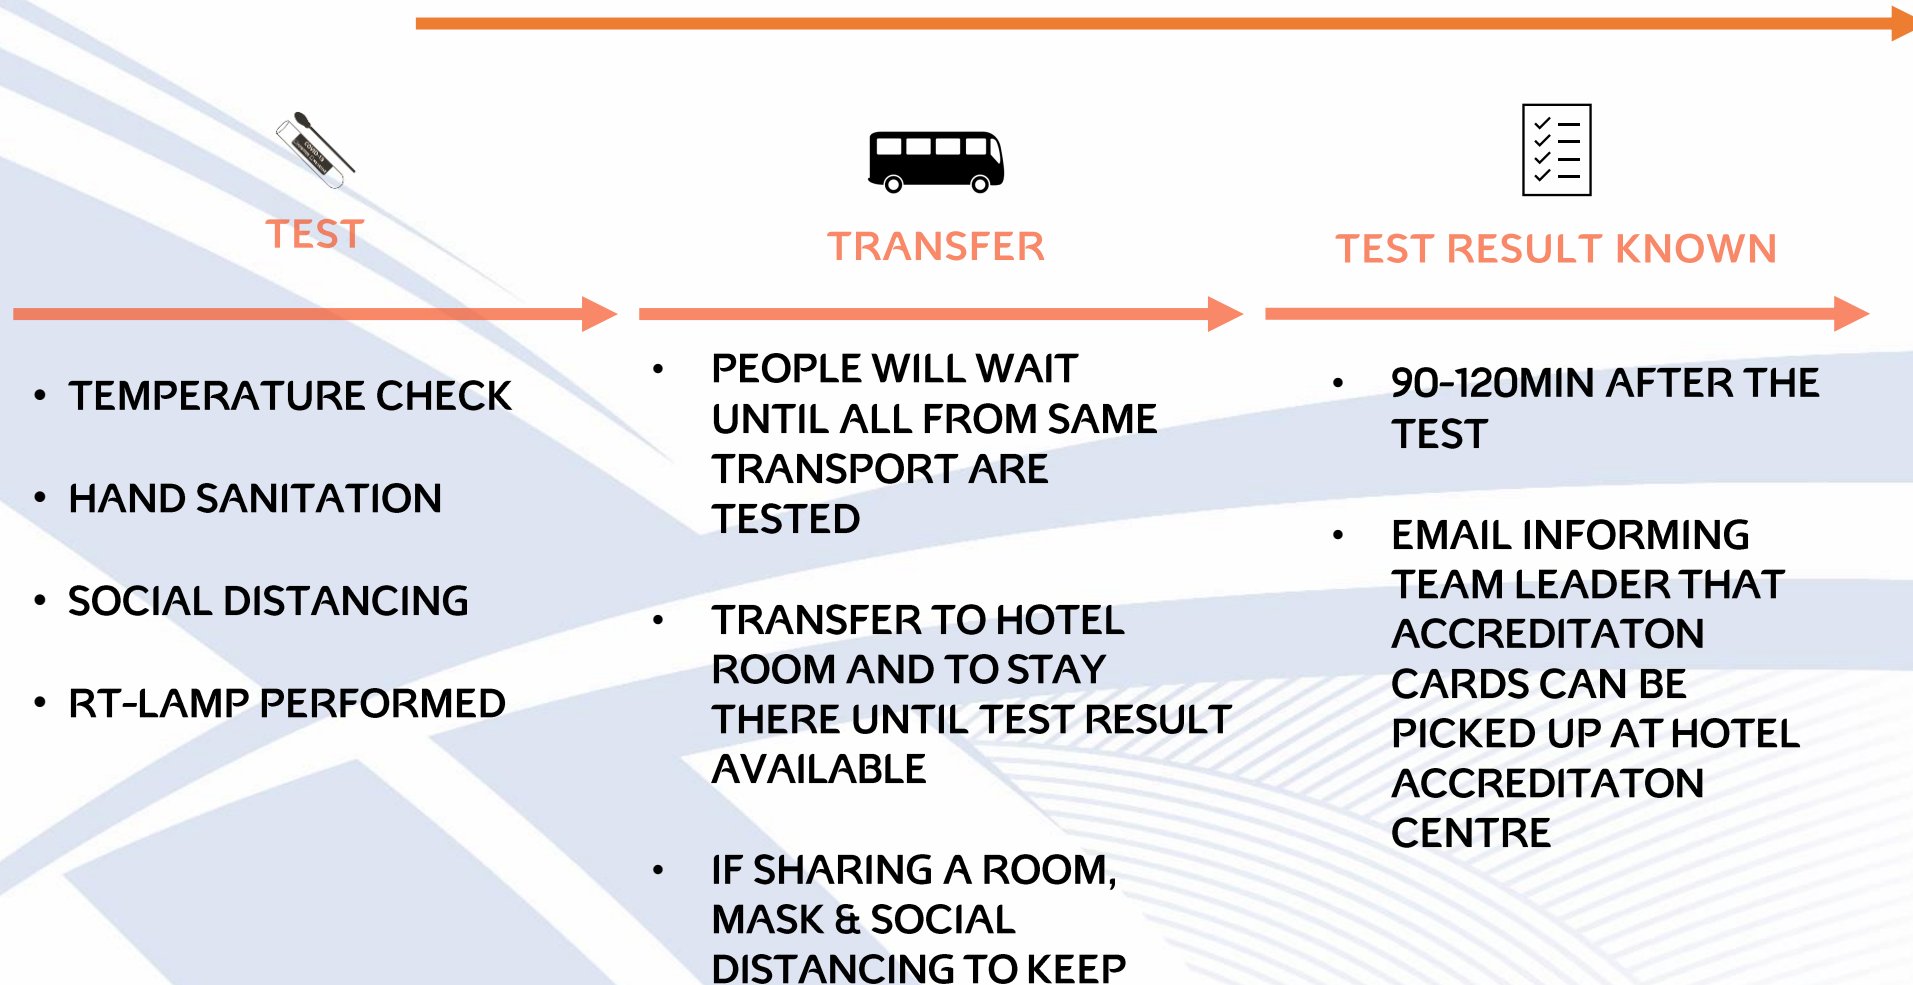 TEST
• TEMPERATURE CHECK
• HAND SANITATION
• SOCIAL DISTANCING
• RT-LAMP PERFORMED
TRANSFER
• PEOPLE WILL WAIT
UNTIL ALL FROM SAME
TRANSPORT ARE
TESTED
• TRANSFER TO HOTEL
ROOM AND TO STAY
THERE UNTIL TEST RESULT
AVAILABLE
• IF SHARING A ROOM,
MASK & SOCIAL
DISTANCING TO KEEP
TEST RESULT KNOWN
• 90-120MIN AFTER THE
TEST
• EMAIL INFORMING
TEAM LEADER THAT
ACCREDITATON
CARDS CAN BE
PICKED UP AT HOTEL
ACCREDITATON
CENTRE